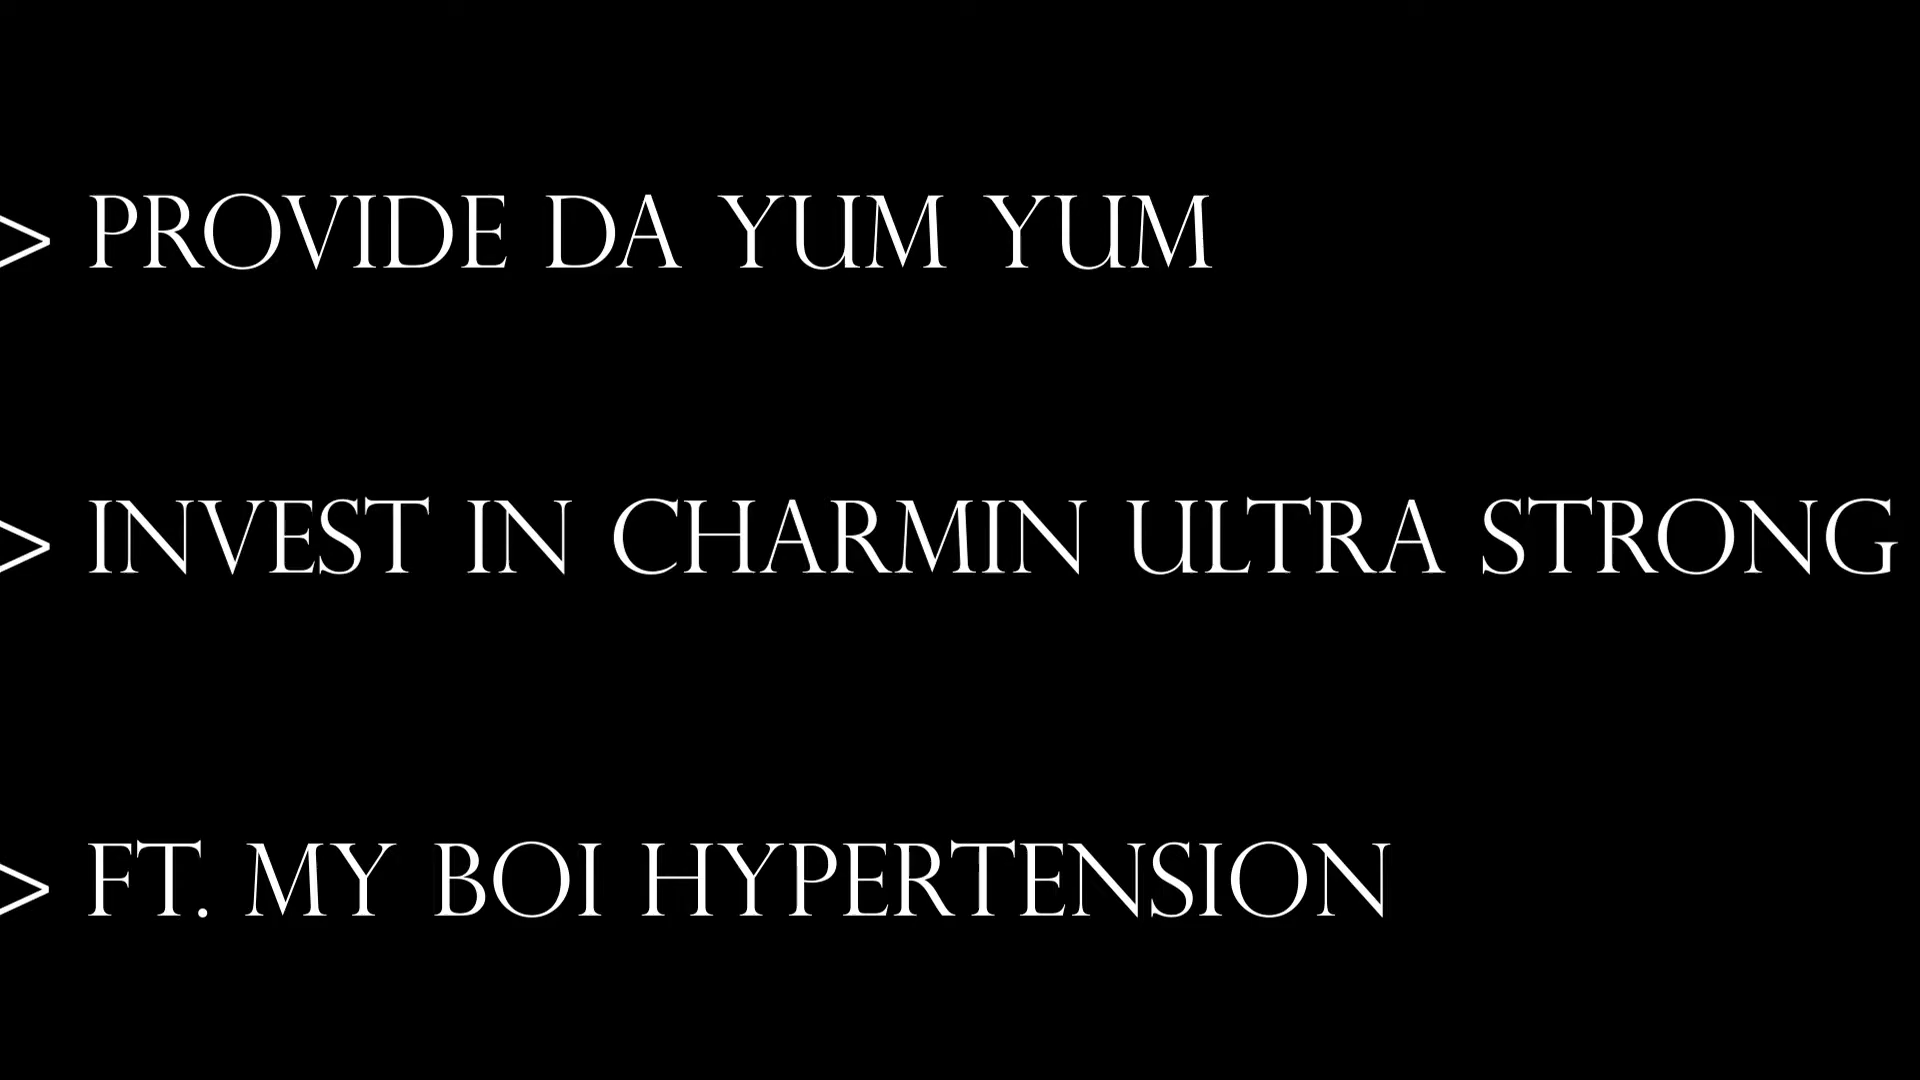 > PROVIDE DA YUM YUM
> INVEST IN CHARMIN ULTRA STRONG
> FT. MY BOI HYPERTENSION